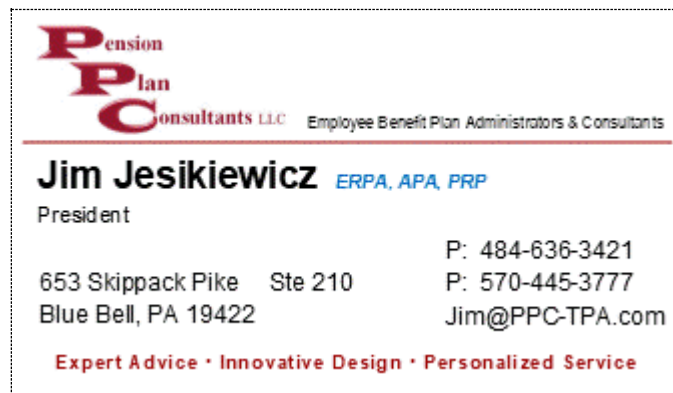 Pension
Plan
Consultants LLC Employee Benefit Plan Administrators & Consultants
Jim Jesikiewicz ERPA, APA, PRP
President
P: 484-636-3421
653 Skippack Pike Ste 210 P: 570-445-3777
Blue Bell, PA 19422 Jim@PPC-TPA.com
Expert Advice · Innovative Design · Personalized Service